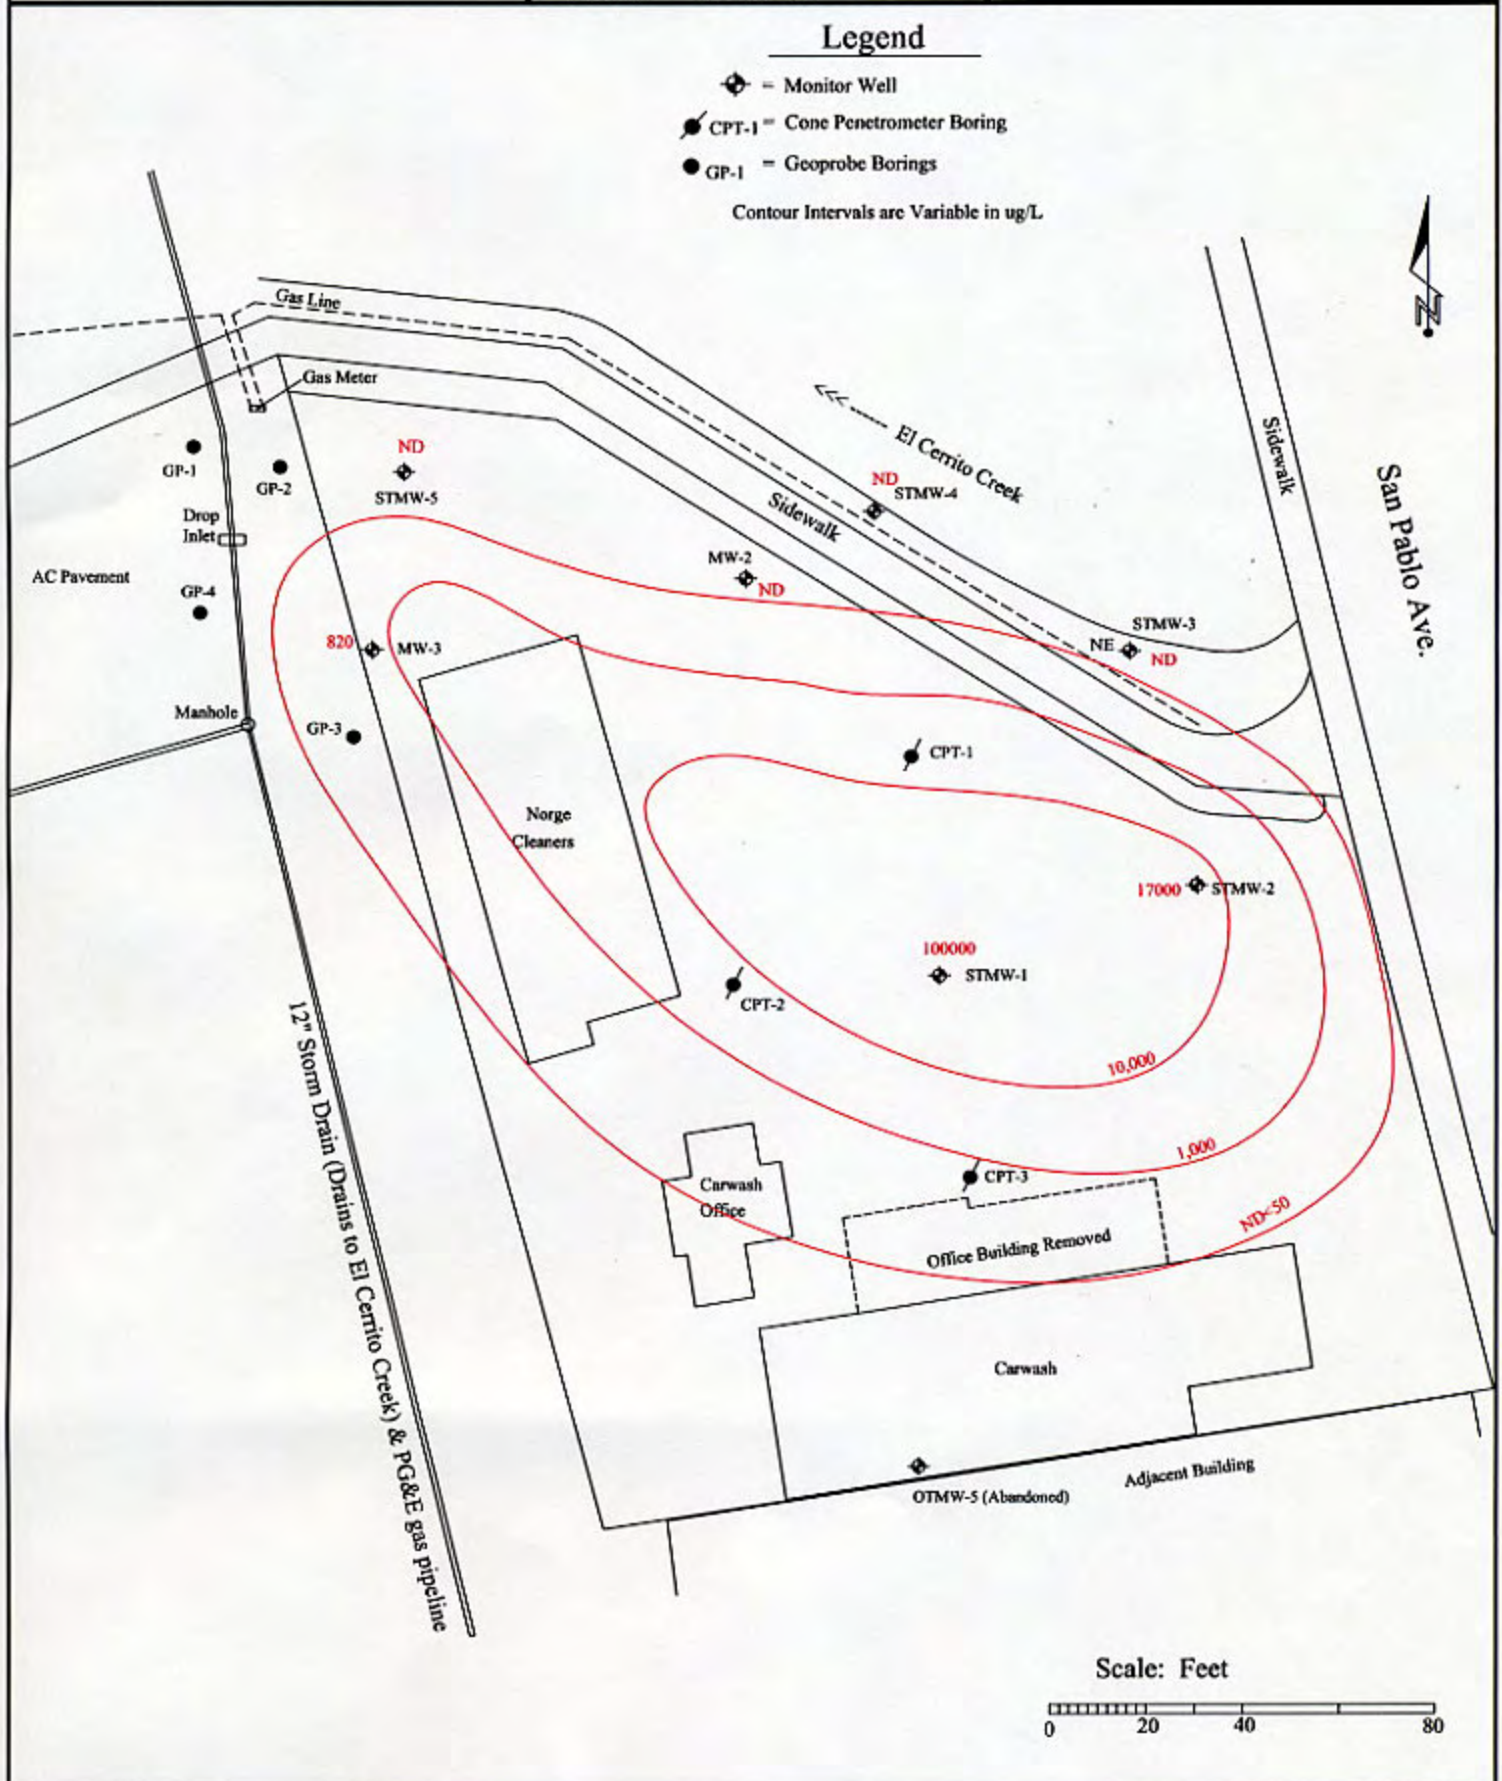 Legend
= Monitor Well
CPT-1 = Cone Penetrometer Boring
GP-1 = Geoprobe Borings
Contour Intervals are Variable in ug/L
N
Gas Line
Gas Meter
El Cerrito Creek
Sidewalk
San Pablo Ave.
GP-1
GP-2
ND
STMW-5
ND
STMW-4
Sidewalk
Drop
Inlet
AC Pavement
MW-2
ND
GP-4
STMW-3
NE
ND
820
MW-3
Manhole
GP-3
CPT-1
Norge
Cleaners
17000
STMW-2
100000
STMW-1
CPT-2
10,000
12" Storm Drain (Drains to El Cerrito Creek) & PG&E gas pipeline
1,000
CPT-3
Carwash
Office
ND<50
Office Building Removed
Carwash
Adjacent Building
OTMW-5 (Abandoned)
Scale: Feet
0 20 40 80